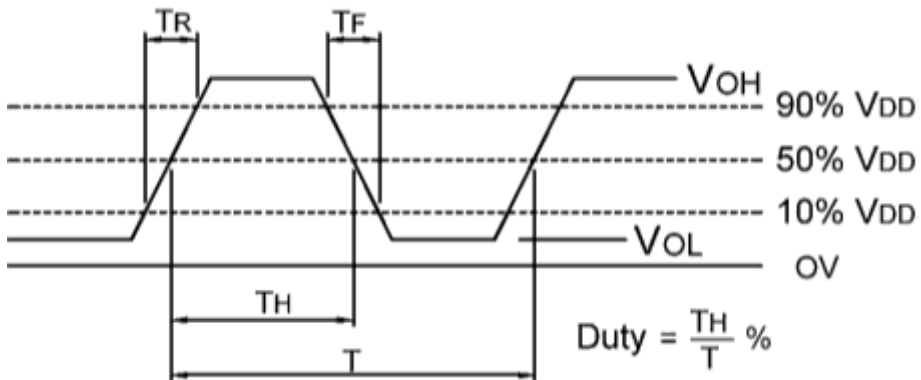 TR TF
VOH
90% VDD
50% VDD
10% VDD
VOL
OV
TH
Duty = TH/T %
T